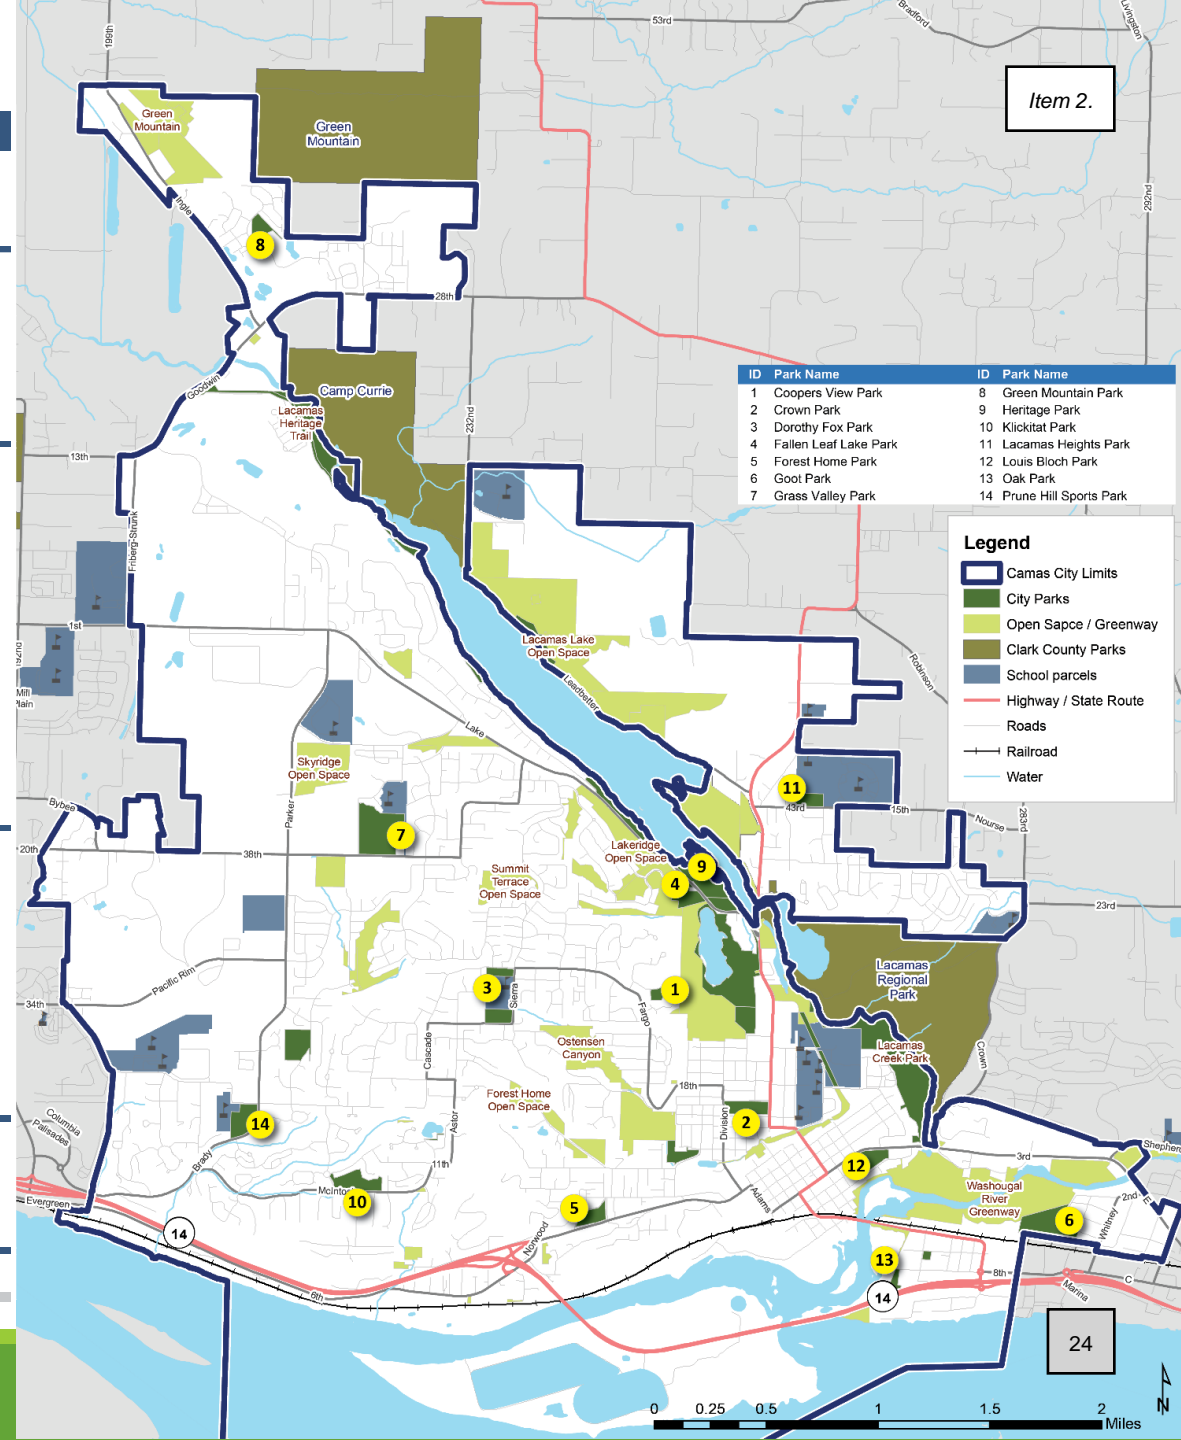 53rd
Bradford
Livingston
199th
Item 2.
Green
Mountain
Green
Mountain
292nd
Ingle
8
28th
Goodwin
Camp Currie
Lacamas
Heritage
Trail
232nd
13th
ID Park Name ID Park Name
1 Coopers View Park 8 Green Mountain Park
2 Crown Park 9 Heritage Park
3 Dorothy Fox Park 10 Klickitat Park
4 Fallen Leaf Lake Park 11 Lacamas Heights Park
5 Forest Home Park 12 Louis Bloch Park
6 Goot Park 13 Oak Park
7 Grass Valley Park 14 Prune Hill Sports Park
Legend
Camas City Limits
City Parks
Open Sapce / Greenway
Clark County Parks
School parcels
Highway / State Route
Roads
Railroad
Water
Friberg-Strunk
1st
192nd
Mill
Plain
Lacamas Lake
Open Space
Leadbetter
Robinson
Lake
Skyridge
Open Space
Parker
11
43rd
15th
Nourse
283rd
Bybee
20th
7
38th
Lakeridge
Open Space
9
4
Summit
Terrace
Open Space
23rd
Pacific Rim
34th
3
Sierra
1
Fargo
Lacamas
Regional
Park
Lacamas
Creek Park
Crown
Cascade
Ostensen
Canyon
Forest Home
Open Space
18th
Division
2
Astor
14
Columbia
Palisades
Brady
11th
McIntosh
10
Evergreen
14
12
3rd
Shepherd
Washougal
River
Greenway
2nd
E
Whitney
6
Adams
5
Norwood
13
14
8th
Marina
C
6th
24
0 0.25 0.5 1 1.5 2
Miles
N